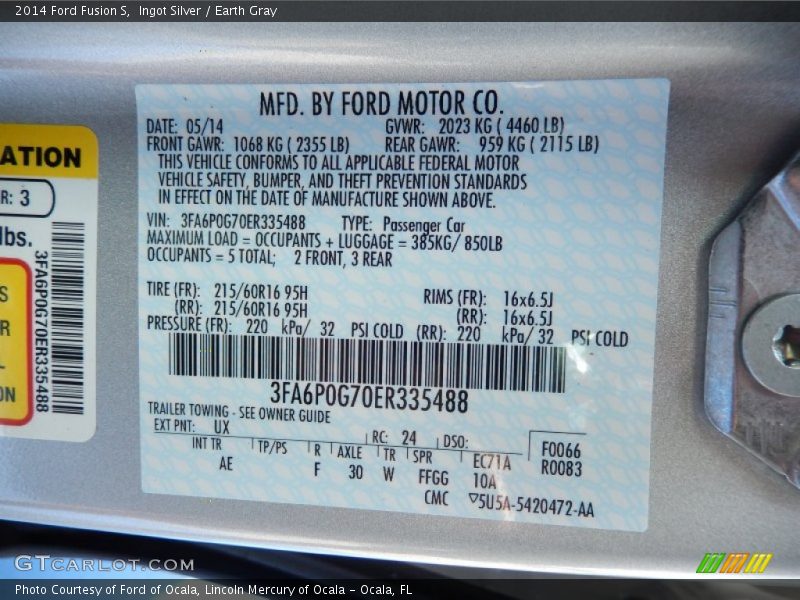 2014 Ford Fusion S,  Ingot Silver / Earth Gray
MFD. BY FORD MOTOR CO.
DATE: 05/14 GVWR: 2023 KG ( 4460 LB)
FRONT GAWR: 1068 KG ( 2355 LB) REAR GAWR: 959 KG ( 2115 LB)
THIS VEHICLE CONFORMS TO ALL APPLICABLE FEDERAL MOTOR
VEHICLE SAFETY, BUMPER, AND THEFT PREVENTION STANDARDS
IN EFFECT ON THE DATE OF MANUFACTURE SHOWN ABOVE.
VIN: 3FA6P0G70ER335488 TYPE: Passenger Car
MAXIMUM LOAD = OCCUPANTS + LUGGAGE = 385KG/ 850LB
OCCUPANTS = 5 TOTAL; 2 FRONT, 3 REAR
TIRE (FR): 215/60R16 95H RIMS (FR): 16x6.5J
(RR): 215/60R16 95H (RR): 16x6.5J
PRESSURE (FR): 220 kPa/ 32 PSI COLD (RR): 220 kPa/ 32 PSI COLD
3FA6P0G70ER335488
TRAILER TOWING - SEE OWNER GUIDE
EXT PNT: UX RC: 24 DSO: F0066
INT TR TP/PS R AXLE TR SPR EC71A R0083
AE F 30 W FFGG 10A
CMC 5U5A-5420472-AA
ATION
R: 3
lbs.
3FA6P0G70ER335488
S
R
L
ON
GTCARLOT.COM
Photo Courtesy of Ford of Ocala, Lincoln Mercury of Ocala – Ocala, FL